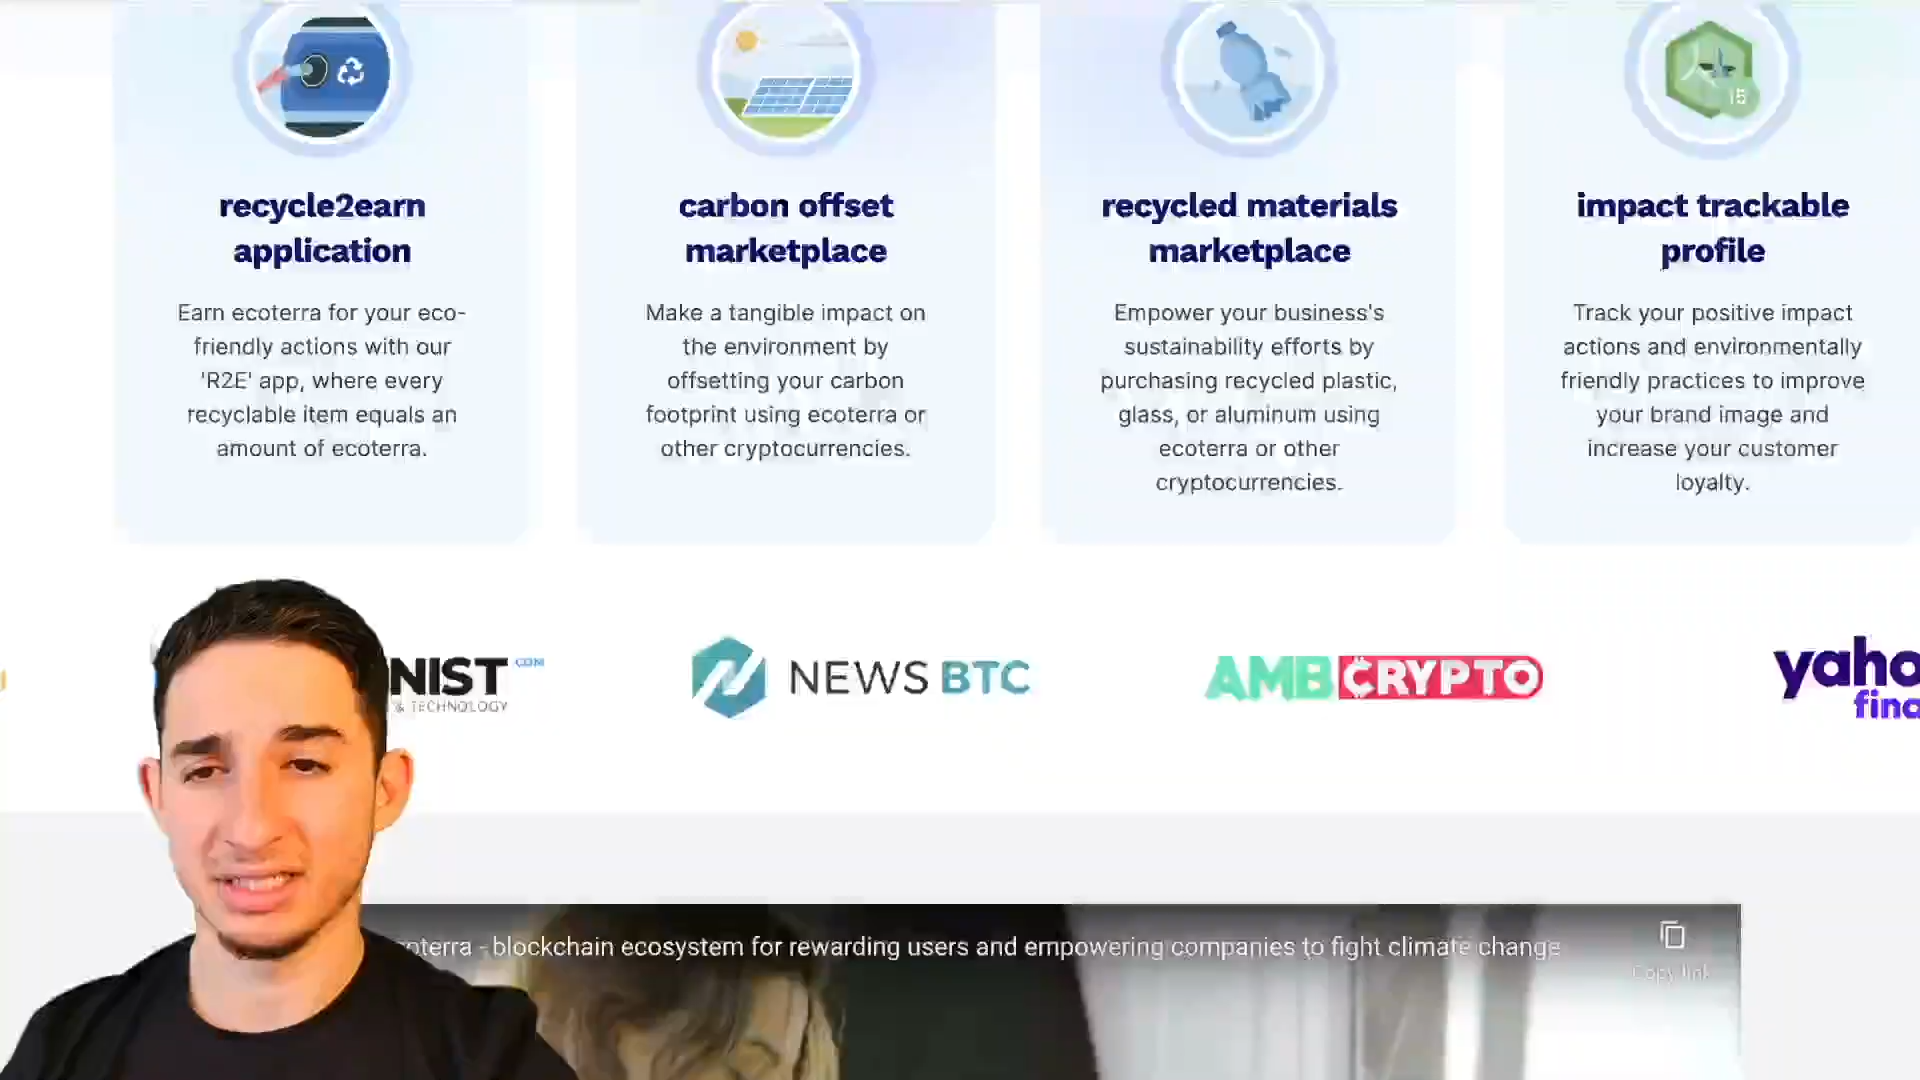 15
recycle2earn
application
Earn ecoterra for your eco-
friendly actions with our
'R2E' app, where every
recyclable item equals an
amount of ecoterra.
carbon offset
marketplace
Make a tangible impact on
the environment by
offsetting your carbon
footprint using ecoterra or
other cryptocurrencies.
recycled materials
marketplace
Empower your business's
sustainability efforts by
purchasing recycled plastic,
glass, or aluminum using
ecoterra or other
cryptocurrencies.
impact trackable
profile
Track your positive impact
actions and environmentally
friendly practices to improve
your brand image and
increase your customer
loyalty.
NIST .COM
& TECHNOLOGY
NEWSBTC
AMBCRYPTO
yaho
fina
oterra - blockchain ecosystem for rewarding users and empowering companies to fight climate change
Copy link